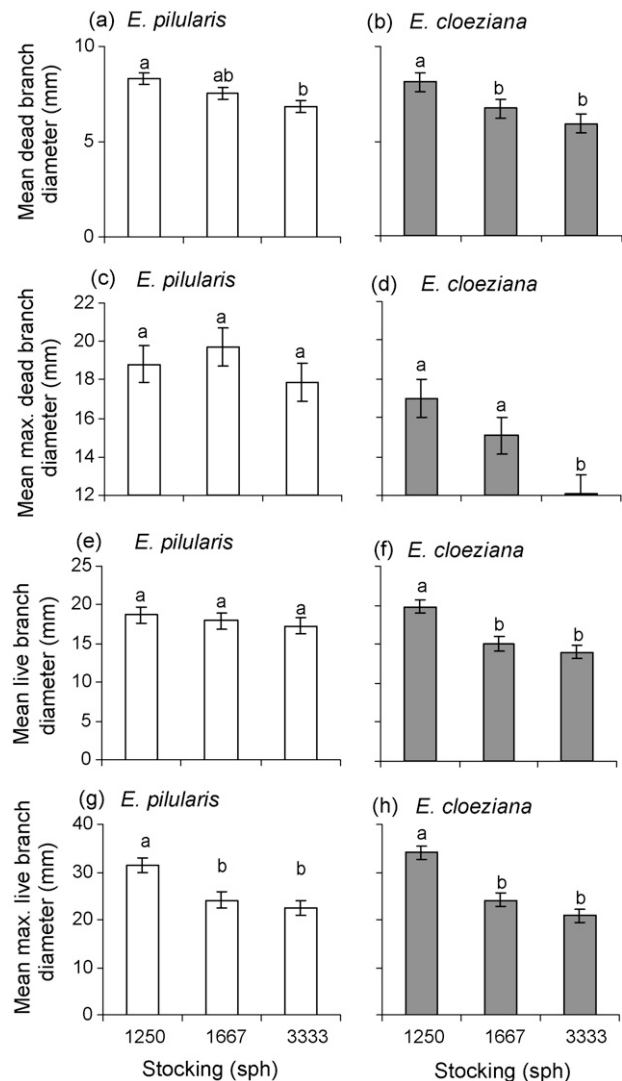 (a) E. pilularis
(b) E. cloeziana
Mean dead branch
diameter (mm)
10
5
0
a
ab
b
a
b
b
(c) E. pilularis
(d) E. cloeziana
Mean max. dead branch
diameter (mm)
22
20
18
16
14
12
a
a
a
a
a
b
(e) E. pilularis
(f) E. cloeziana
Mean live branch
diameter (mm)
25
20
15
10
5
0
a
a
a
a
b
b
(g) E. pilularis
(h) E. cloeziana
Mean max. live branch
diameter (mm)
40
30
20
10
0
a
b
b
a
b
b
1250 1667 3333
1250 1667 3333
Stocking (sph)
Stocking (sph)